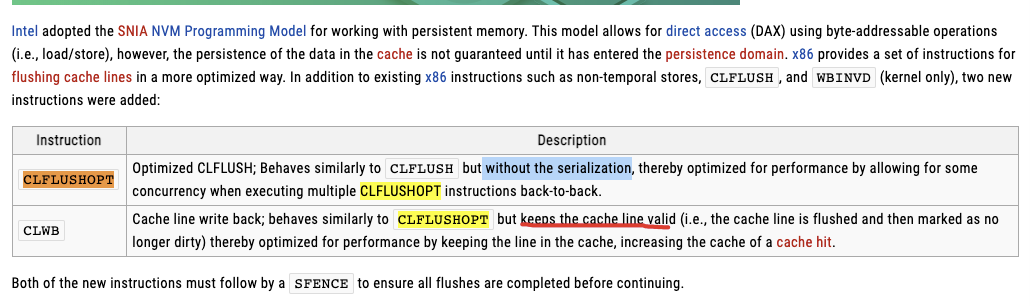 Intel adopted the SNIA NVM Programming Model for working with persistent memory. This model allows for direct access (DAX) using byte-addressable operations
(i.e., load/store), however, the persistence of the data in the cache is not guaranteed until it has entered the persistence domain. x86 provides a set of instructions for
flushing cache lines in a more optimized way. In addition to existing x86 instructions such as non-temporal stores, CLFLUSH, and WBINVD (kernel only), two new
instructions were added:
Instruction Description
CLFLUSHOPT Optimized CLFLUSH; Behaves similarly to CLFLUSH but without the serialization, thereby optimized for performance by allowing for some
concurrency when executing multiple CLFLUSHOPT instructions back-to-back.
CLWB Cache line write back; behaves similarly to CLFLUSHOPT but keeps the cache line valid (i.e., the cache line is flushed and then marked as no
longer dirty) thereby optimized for performance by keeping the line in the cache, increasing the cache of a cache hit.
Both of the new instructions must follow by a SFENCE to ensure all flushes are completed before continuing.